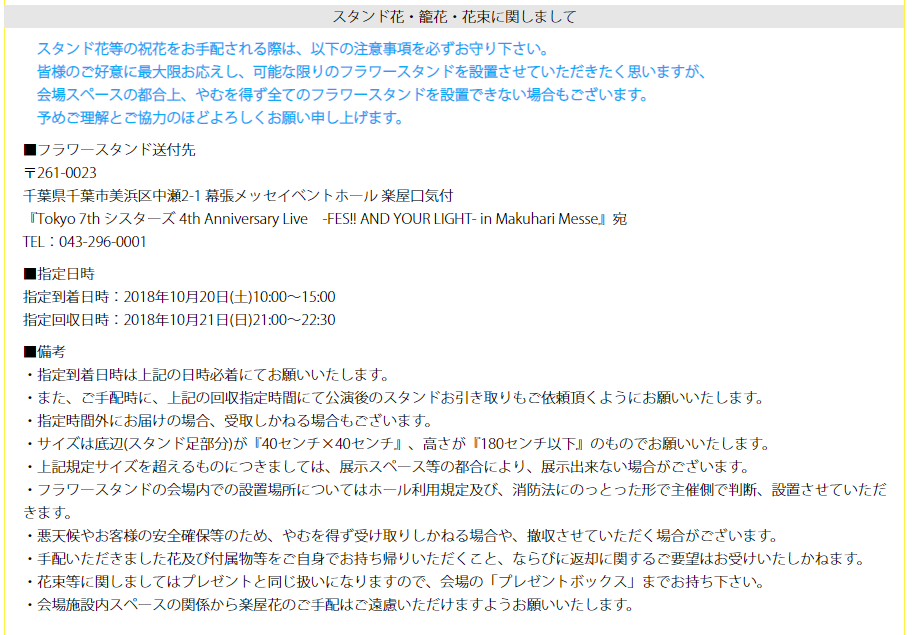 スタンド花・籠花・花束に関しまして
スタンド花等の祝花をお手配される際は、以下の注意事項を必ずお守り下さい。
皆様のご好意に最大限お応えし、可能な限りのフラワースタンドを設置させていただきたく思いますが、
会場スペースの都合上、やむを得ず全てのフラワースタンドを設置できない場合もございます。
予めご理解とご協力のほどよろしくお願い申し上げます。
■フラワースタンド送付先
〒261-0023
千葉県千葉市美浜区中瀬2-1 幕張メッセイベントホール 楽屋口気付
『Tokyo 7th シスターズ 4th Anniversary Live　-FES!! AND YOUR LIGHT- in Makuhari Messe』宛
TEL：043-296-0001
■指定日時
指定到着日時：2018年10月20日(土)10:00～15:00
指定回収日時：2018年10月21日(日)21:00～22:30
■備考
・指定到着日時は上記の日時必着にてお願いいたします。
・また、ご手配時に、上記の回収指定時間にて公演後のスタンドお引き取りもご依頼頂くようにお願いいたします。
・指定時間外にお届けの場合、受取しかねる場合もございます。
・サイズは底辺(スタンド足部分)が『40センチ×40センチ』、高さが『180センチ以下』のものでお願いいたします。
・上記規定サイズを超えるものにつきましては、展示スペース等の都合により、展示出来ない場合がございます。
・フラワースタンドの会場内での設置場所についてはホール利用規定及び、消防法にのっとった形で主催側で判断、設置させていただ
きます。
・悪天候やお客様の安全確保等のため、やむを得ず受け取りしかねる場合や、撤収させていただく場合がございます。
・手配いただきました花及び付属物等をご自身でお持ち帰りいただくこと、ならびに返却に関するご要望はお受けいたしかねます。
・花束等に関しましてはプレゼントと同じ扱いになりますので、会場の「プレゼントボックス」までお持ち下さい。
・会場施設内スペースの関係から楽屋花のご手配はご遠慮いただけますようお願いいたします。